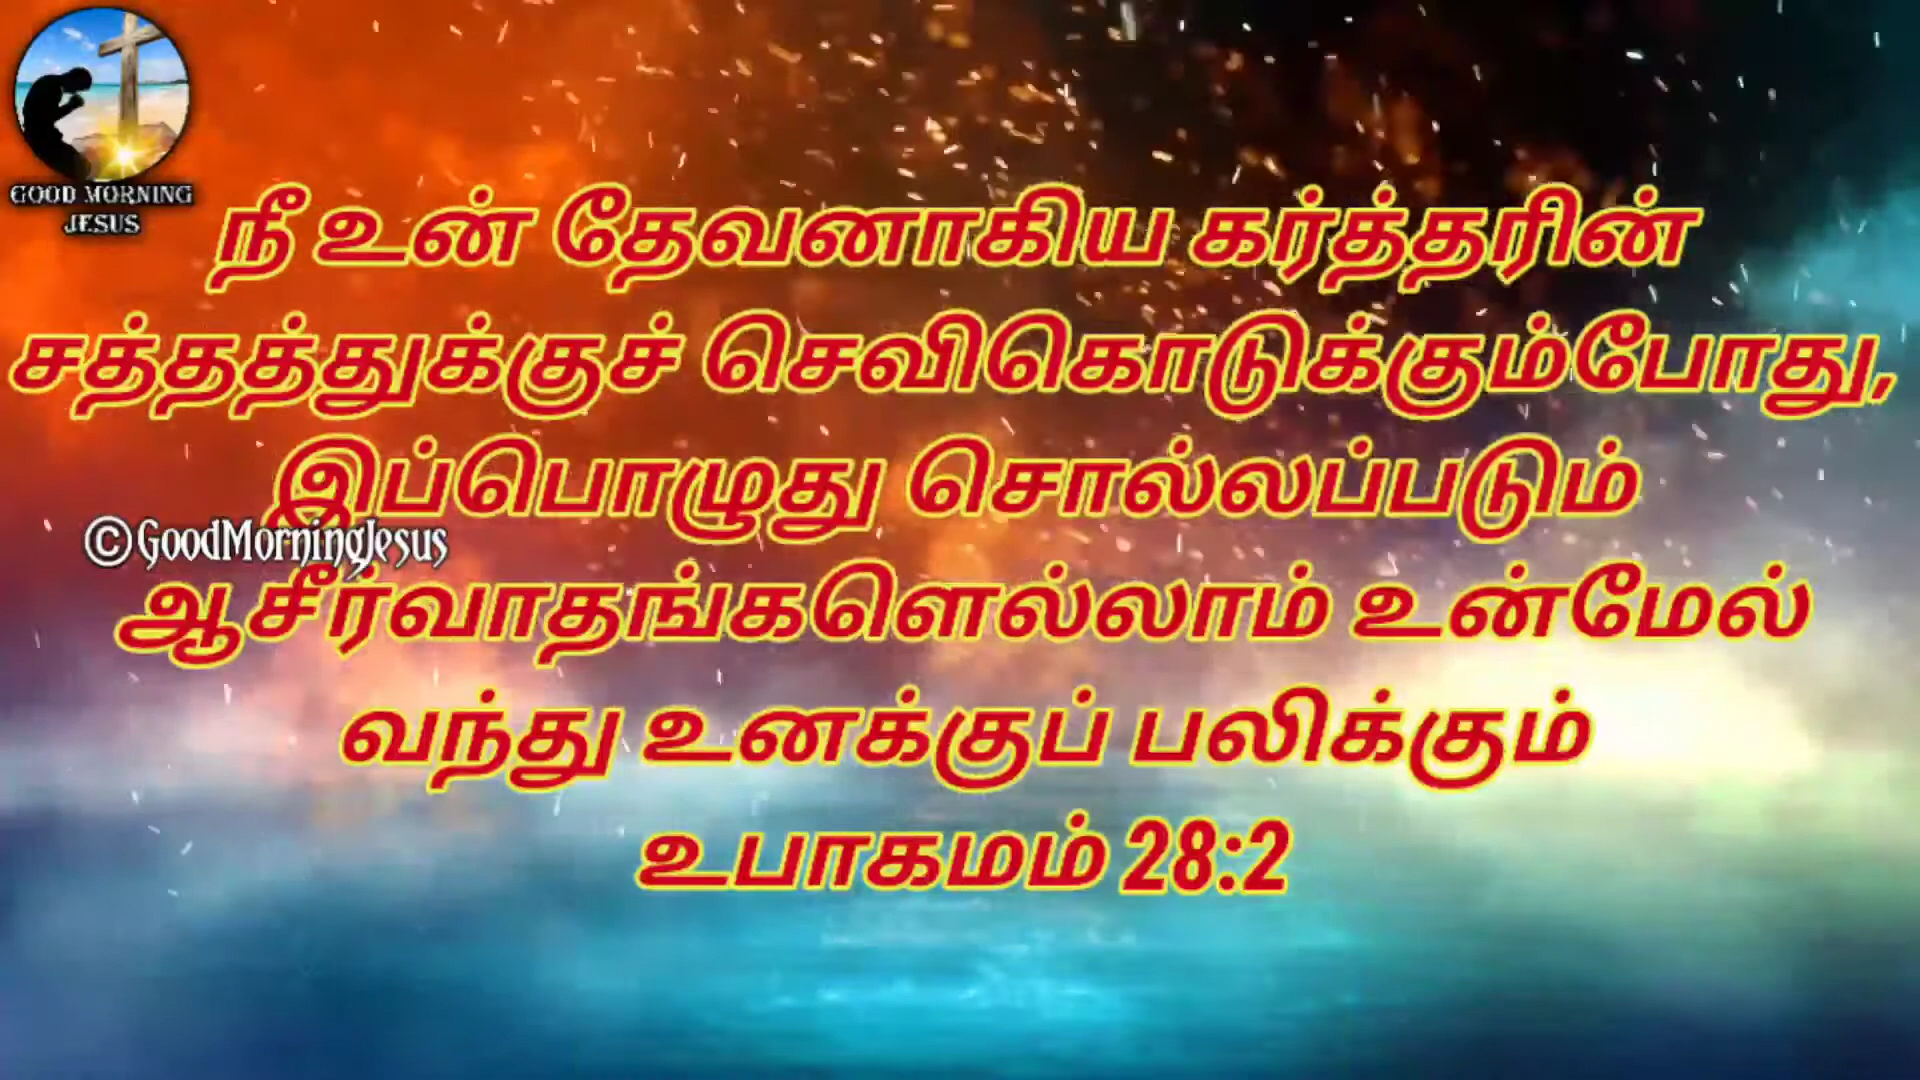 GOOD MORNING
JESUS
நீ உன் தேவனாகிய கர்த்தரின்
சத்தத்துக்குச் செவிகொடுக்கும்போது,
இப்பொழுது சொல்லப்படும்
©GoodMorningJesus
ஆசீர்வாதங்களெல்லாம் உன்மேல்
வந்து உனக்குப் பலிக்கும்
உபாகமம் 28:2